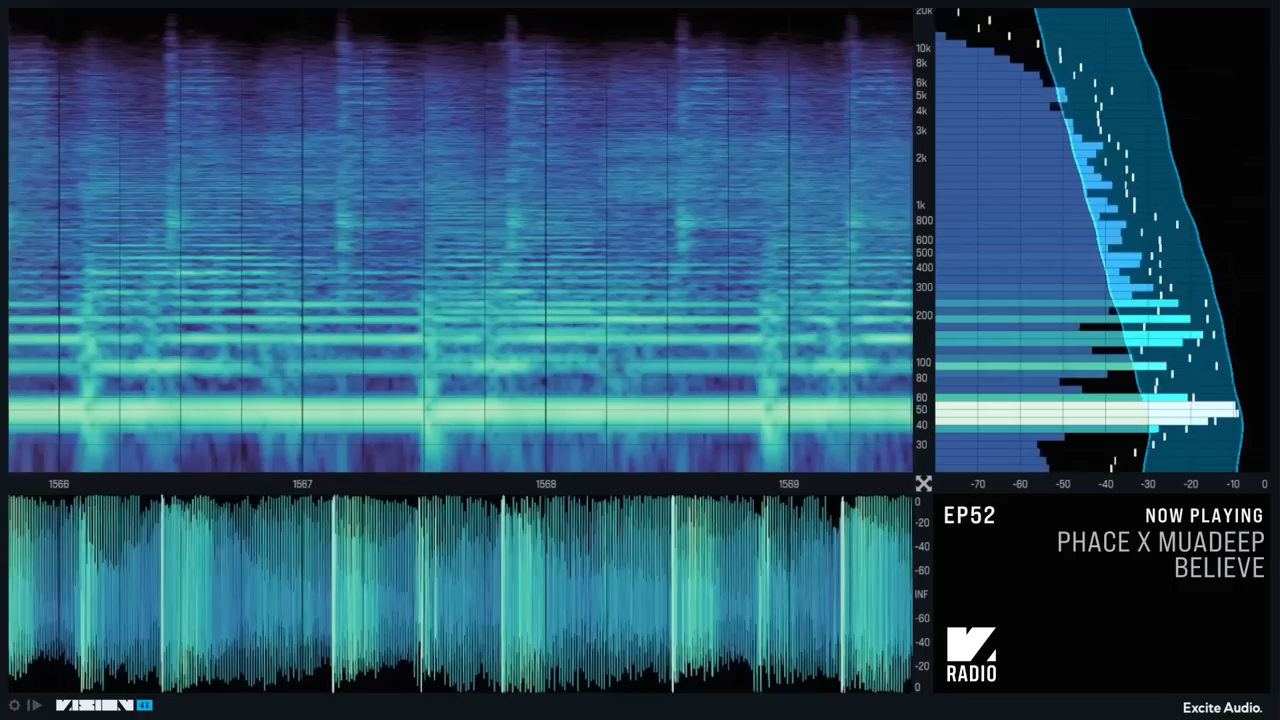 20k
10k
8k
6k
5k
4k
3k
2k
1k
800
600
500
400
300
200
100
80
60
50
40
30
1566 1567 1568 1569
-70 -60 -50 -40 -30 -20 -10 0
0
-20
-40
-60
INF
-60
-40
-20
0
EP52
NOW PLAYING
PHACE X MUADEEP
BELIEVE
RADIO
VISION 4X
Excite Audio.